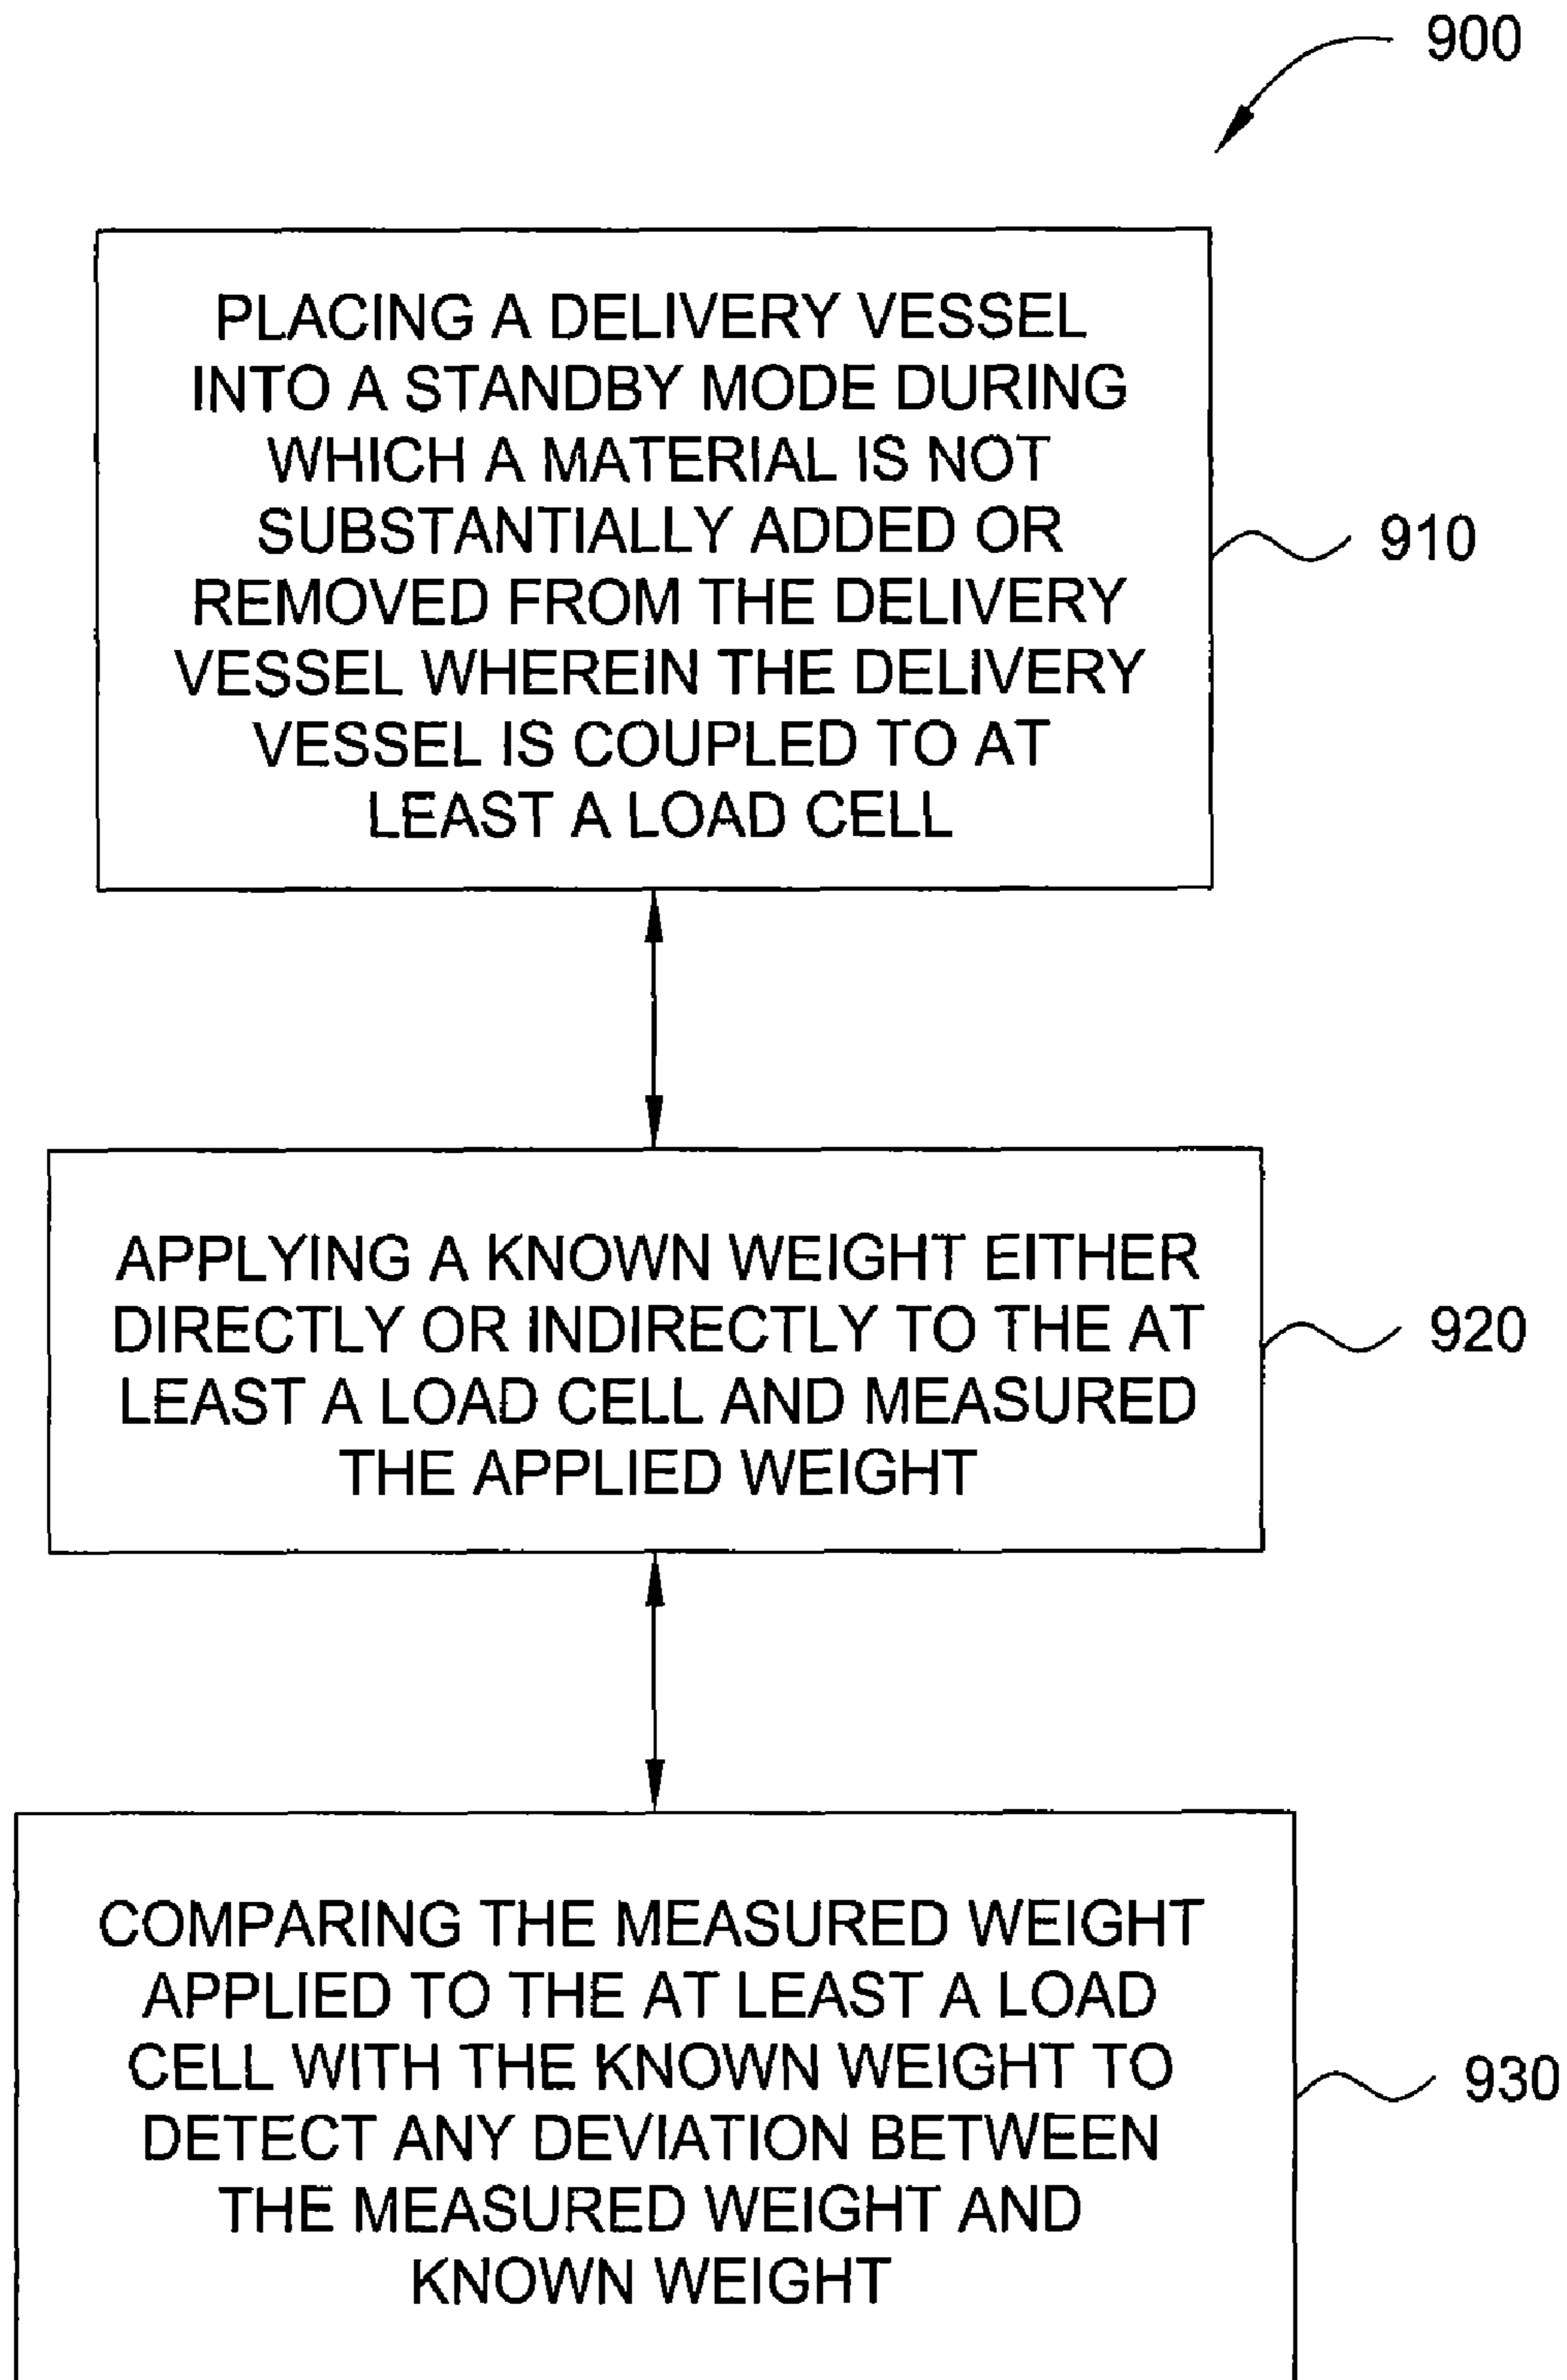 900
PLACING A DELIVERY VESSEL
INTO A STANDBY MODE DURING
WHICH A MATERIAL IS NOT
SUBSTANTIALLY ADDED OR
REMOVED FROM THE DELIVERY
VESSEL WHEREIN THE DELIVERY
VESSEL IS COUPLED TO AT
LEAST A LOAD CELL
910
APPLYING A KNOWN WEIGHT EITHER
DIRECTLY OR INDIRECTLY TO THE AT
LEAST A LOAD CELL AND MEASURED
THE APPLIED WEIGHT
920
COMPARING THE MEASURED WEIGHT
APPLIED TO THE AT LEAST A LOAD
CELL WITH THE KNOWN WEIGHT TO
DETECT ANY DEVIATION BETWEEN
THE MEASURED WEIGHT AND
KNOWN WEIGHT
930